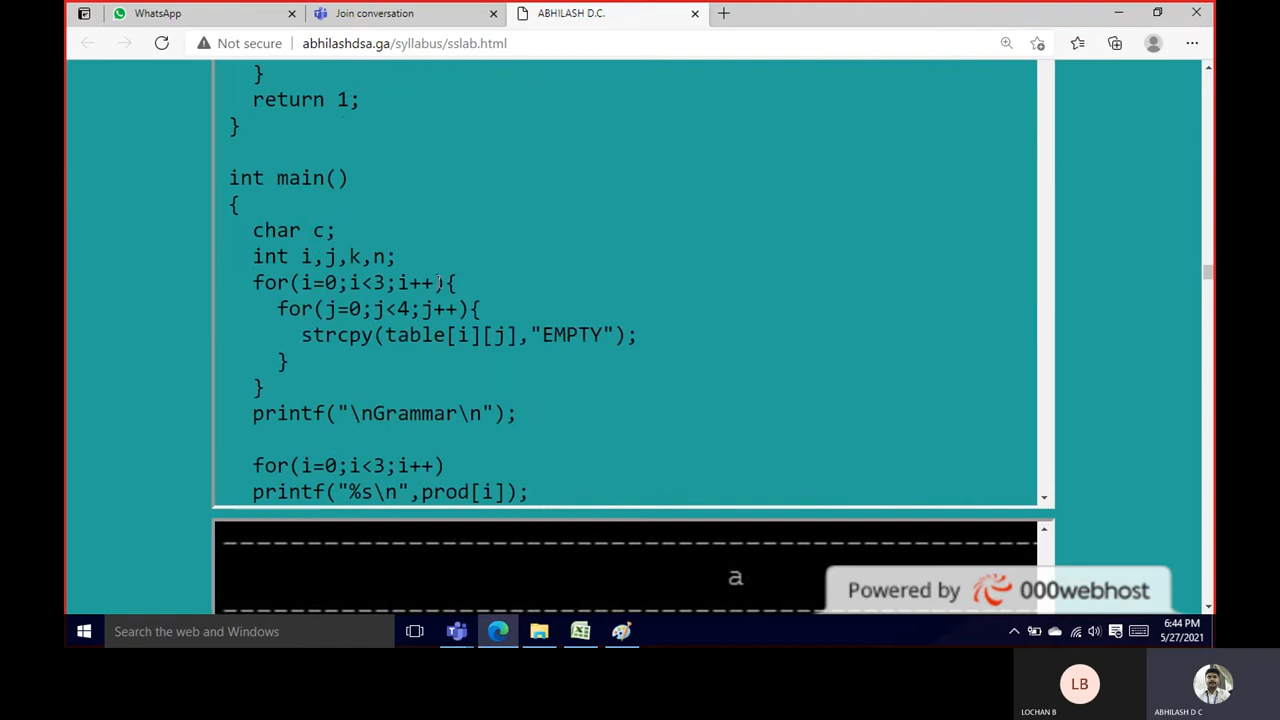 WhatsApp
Join conversation
ABHILASH D.C.
Not secure
abhilashdsa.ga/syllabus/sslab.html
}
return 1;
}
int main()
{
char c;
int i,j,k,n;
for(i=0;i<3;i++){
for(j=0;j<4;j++){
strcpy(table[i][j],"EMPTY");
}
}
printf("\nGrammar\n");
for(i=0;i<3;i++)
printf("%s\n",prod[i]);
a
Powered by 000webhost
Search the web and Windows
6:44 PM
5/27/2021
LB
LOCHAN B
ABHILASH D C